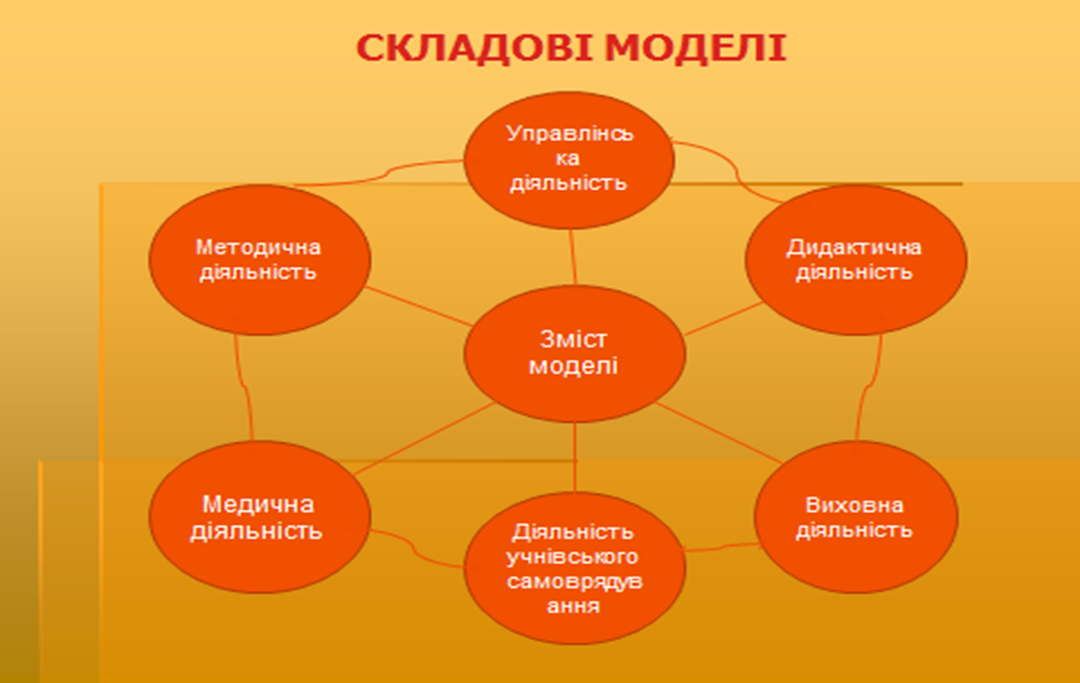 СКЛАДОВІ МОДЕЛІ
Управлінсь
ка
діяльність
Методична
діяльність
Дидактична
діяльність
Зміст
моделі
Медична
діяльність
Діяльність
учнівського
самоврядув
ання
Виховна
діяльність